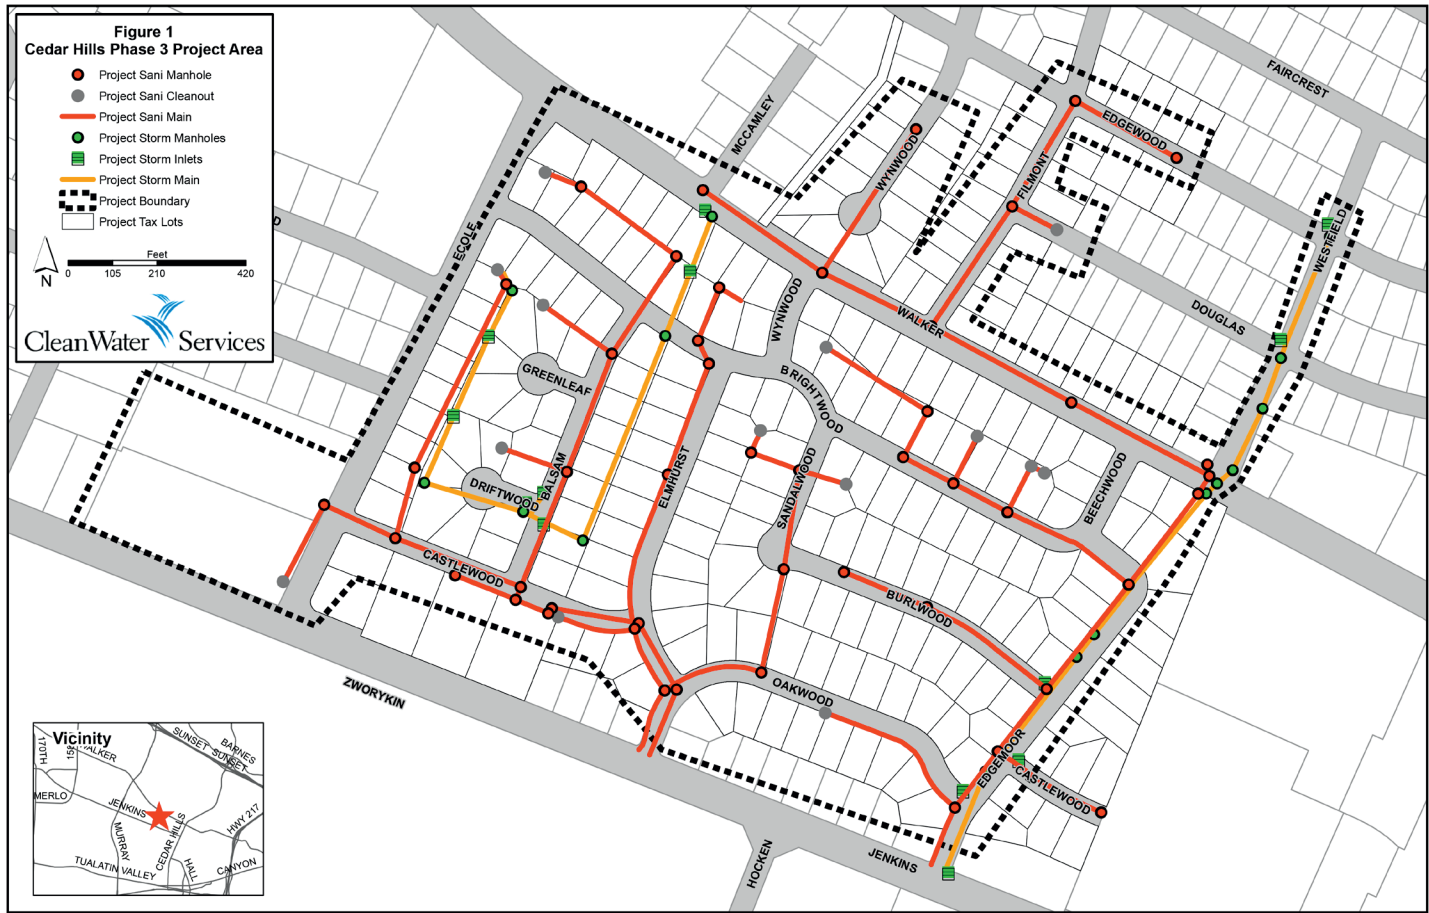 Figure 1
Cedar Hills Phase 3 Project Area
Project Sani Manhole
Project Sani Cleanout
Project Sani Main
Project Storm Manholes
Project Storm Inlets
Project Storm Main
Project Boundary
Project Tax Lots
Feet
0 105 210 420
N
CleanWater Services
D
ECOLE
MCCAMLEY
WYNWOOD
FILMONT
EDGEWOOD
FAIRCREST
WESTFIELD
DOUGLAS
WALKER
WYNWOOD
BRIGHTWOOD
GREENLEAF
BALSAM
DRIFTWOOD
ELMHURST
SANDALWOOD
BEECHWOOD
CASTLEWOOD
BURLWOOD
OAKWOOD
ZWORYKIN
EDGEMOOR
CASTLEWOOD
JENKINS
HOCKEN
Vicinity
170TH
158
ALKER
SUNSET
SUNSET
BARNES
MERLO
JENKINS
MURRAY
CEDAR HILLS
HALL
HWY 217
TUALATIN VALLEY
CANYON